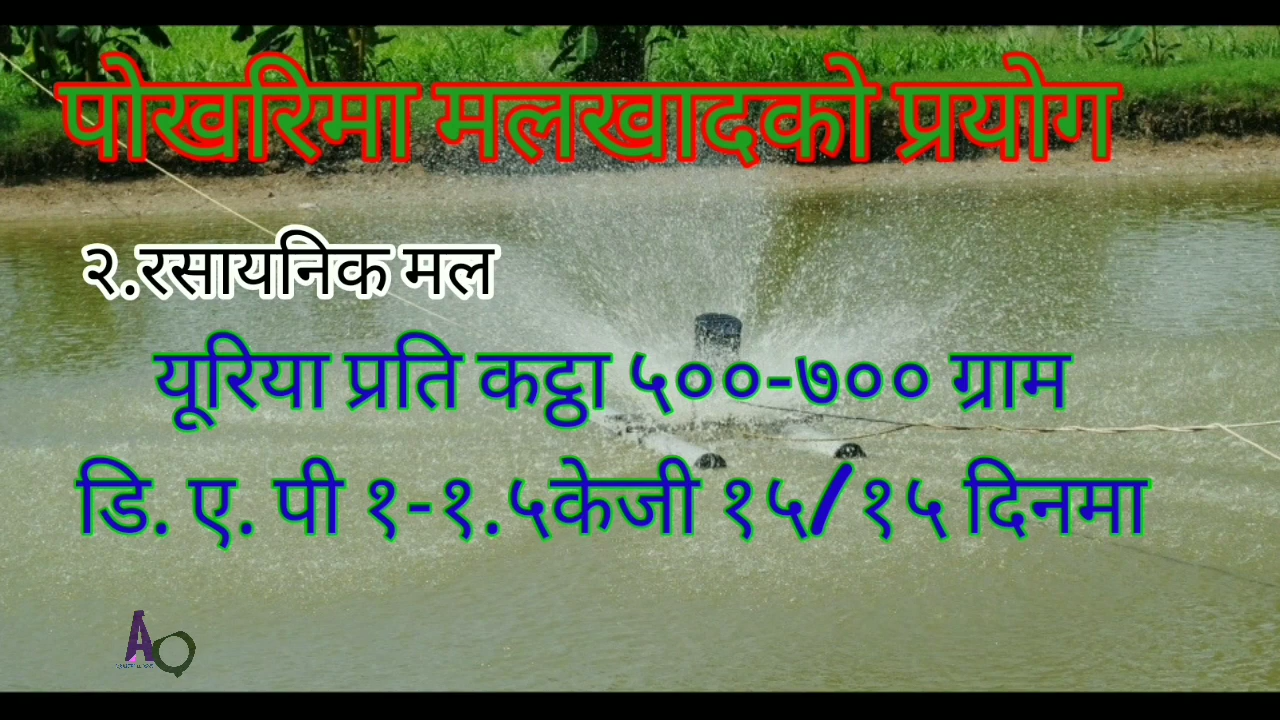 पोखरिमा मलखादको प्रयोग
२.रसायनिक मल
यूरिया प्रति कट्ठा ५००-७०० ग्राम
डि. ए. पी १-१.५केजी १५/१५ दिनमा